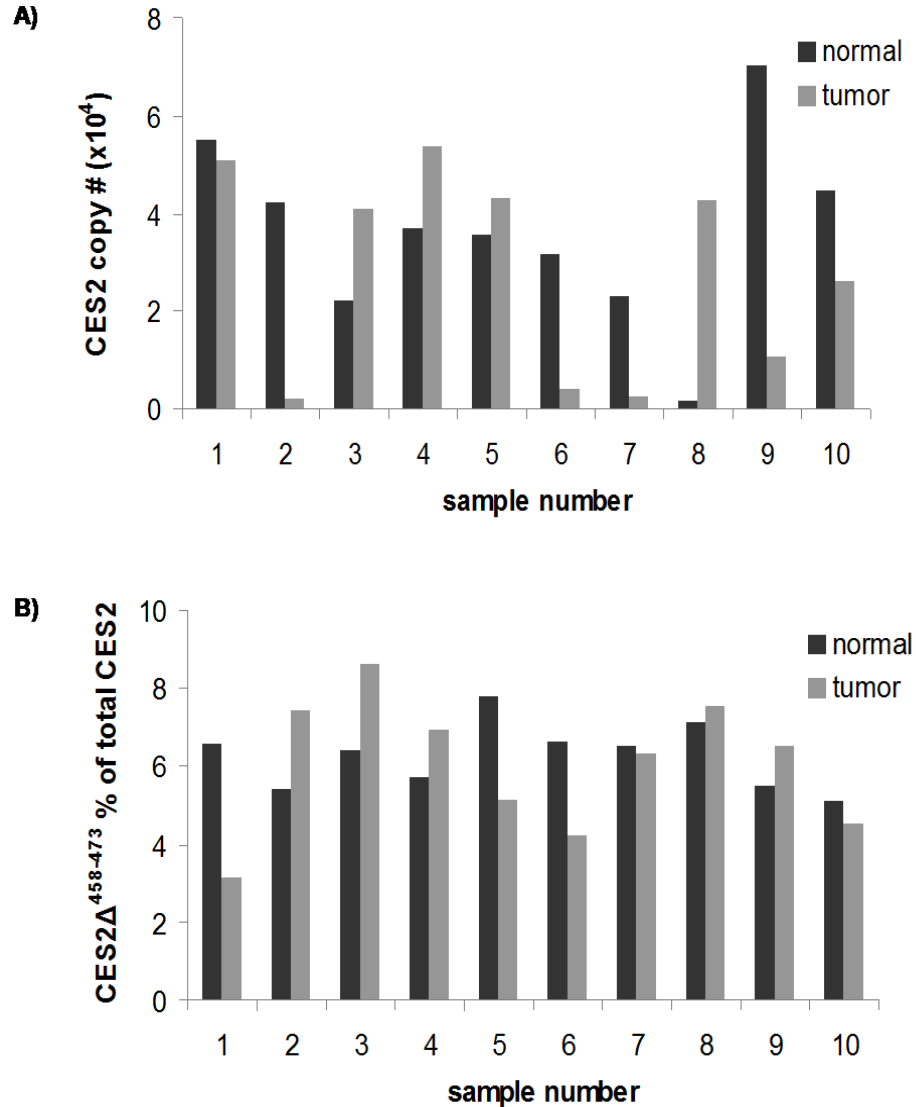 A)
CES2 copy # (x10⁴)
8
6
4
2
0
normal
tumor
1 2 3 4 5 6 7 8 9 10
sample number
B)
CES2Δ⁴⁵⁸⁻⁴⁷³ % of total CES2
10
8
6
4
2
0
normal
tumor
1 2 3 4 5 6 7 8 9 10
sample number